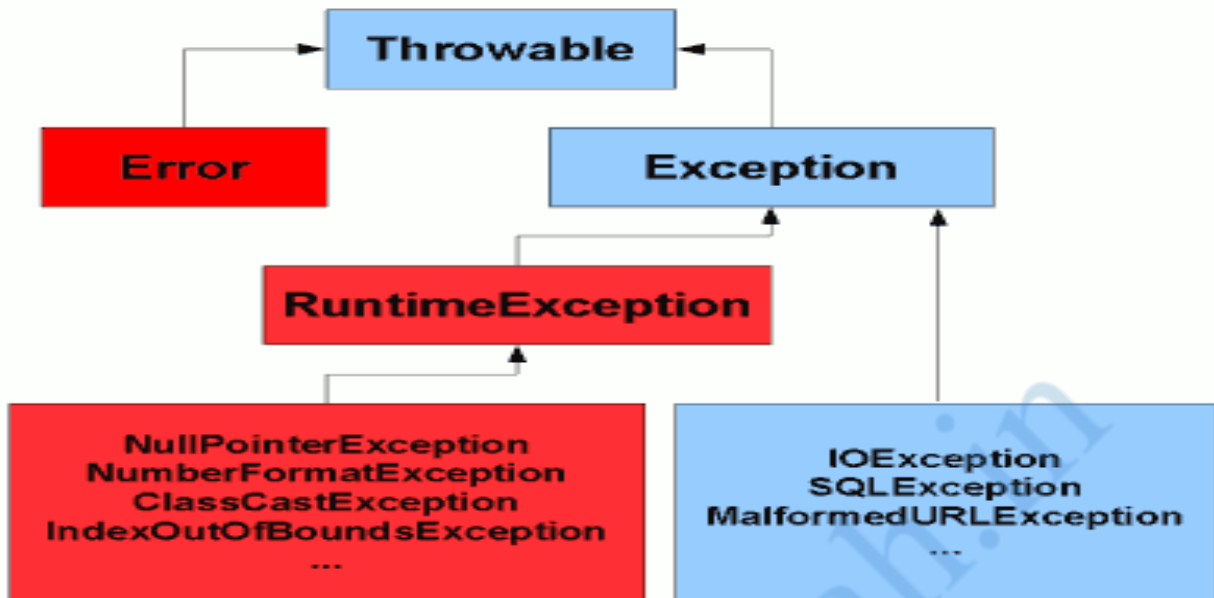 Throwable
Error
Exception
RuntimeException
NullPointerException
NumberFormatException
ClassCastException
IndexOutOfBoundsException
...
IOException
SQLException
MalformedURLException
...